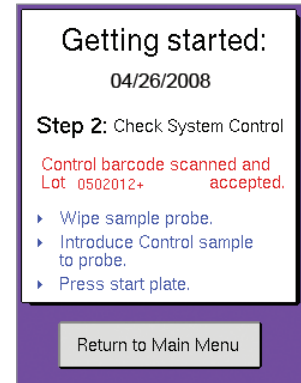 Getting started:
04/26/2008
Step 2: Check System Control
Control barcode scanned and
Lot 0502012+ accepted.
Wipe sample probe.
Introduce Control sample
to probe.
Press start plate.
Return to Main Menu